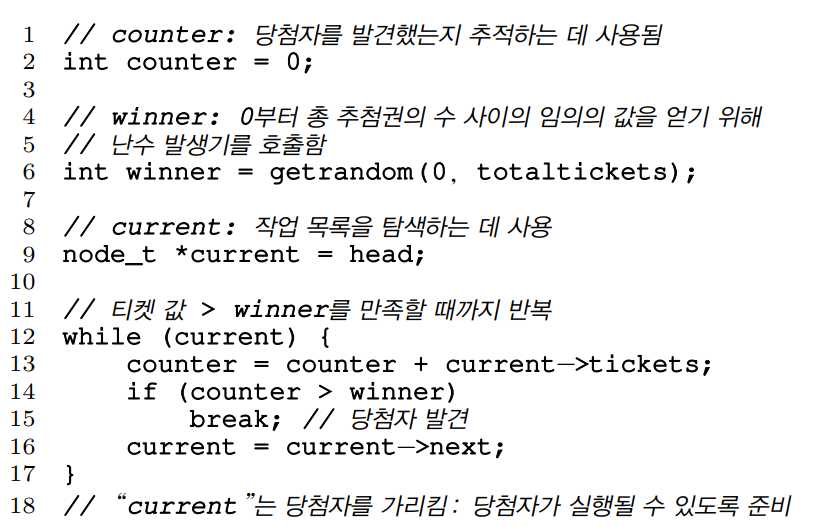 1 // counter: 당첨자를 발견했는지 추적하는 데 사용됨
2 int counter = 0;
3
4 // winner: 0부터 총 추첨권의 수 사이의 임의의 값을 얻기 위해
5 // 난수 발생기를 호출함
6 int winner = getrandom(0, totaltickets);
7
8 // current: 작업 목록을 탐색하는 데 사용
9 node_t *current = head;
10
11 // 티켓 값 > winner를 만족할 때까지 반복
12 while (current) {
13     counter = counter + current->tickets;
14     if (counter > winner)
15         break; // 당첨자 발견
16     current = current->next;
17 }
18 // “current ”는 당첨자를 가리킴: 당첨자가 실행될 수 있도록 준비